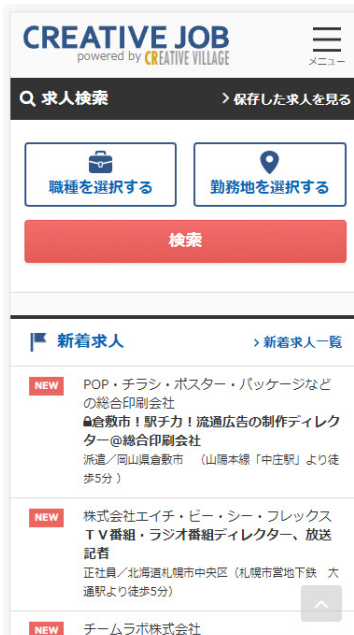 CREATIVE JOB
powered by CREATIVE VILLAGE
メニュー
求人検索
保存した求人を見る
職種を選択する
勤務地を選択する
検索
新着求人
新着求人一覧
NEW
POP・チラシ・ポスター・パッケージなど
の総合印刷会社
倉敷市！駅チカ！流通広告の制作ディレク
ター@総合印刷会社
派遣／岡山県倉敷市 （山陽本線「中庄駅」より徒
歩5分 ）
NEW
株式会社エイチ・ビー・シー・フレックス
ＴＶ番組・ラジオ番組ディレクター、放送
記者
正社員／北海道札幌市中央区（札幌市営地下鉄 大
通駅より徒歩5分）
NEW
チームラボ株式会社